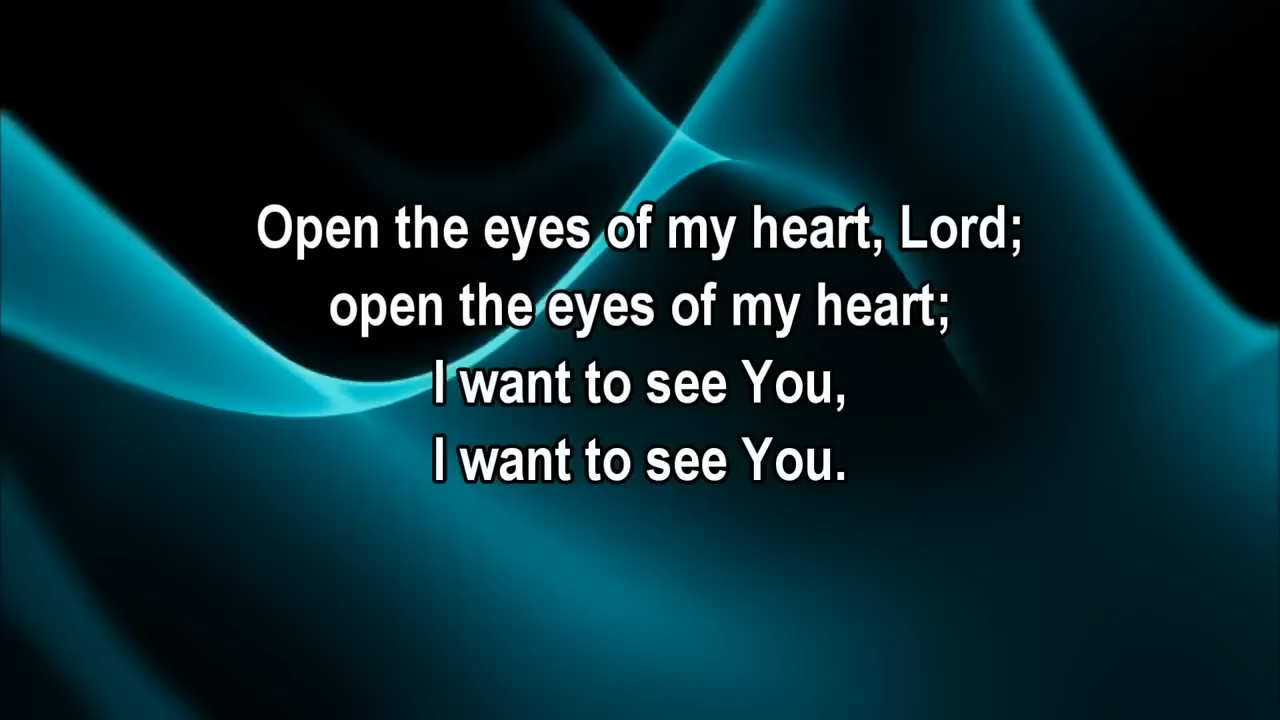 Open the eyes of my heart, Lord;
open the eyes of my heart;
I want to see You,
I want to see You.